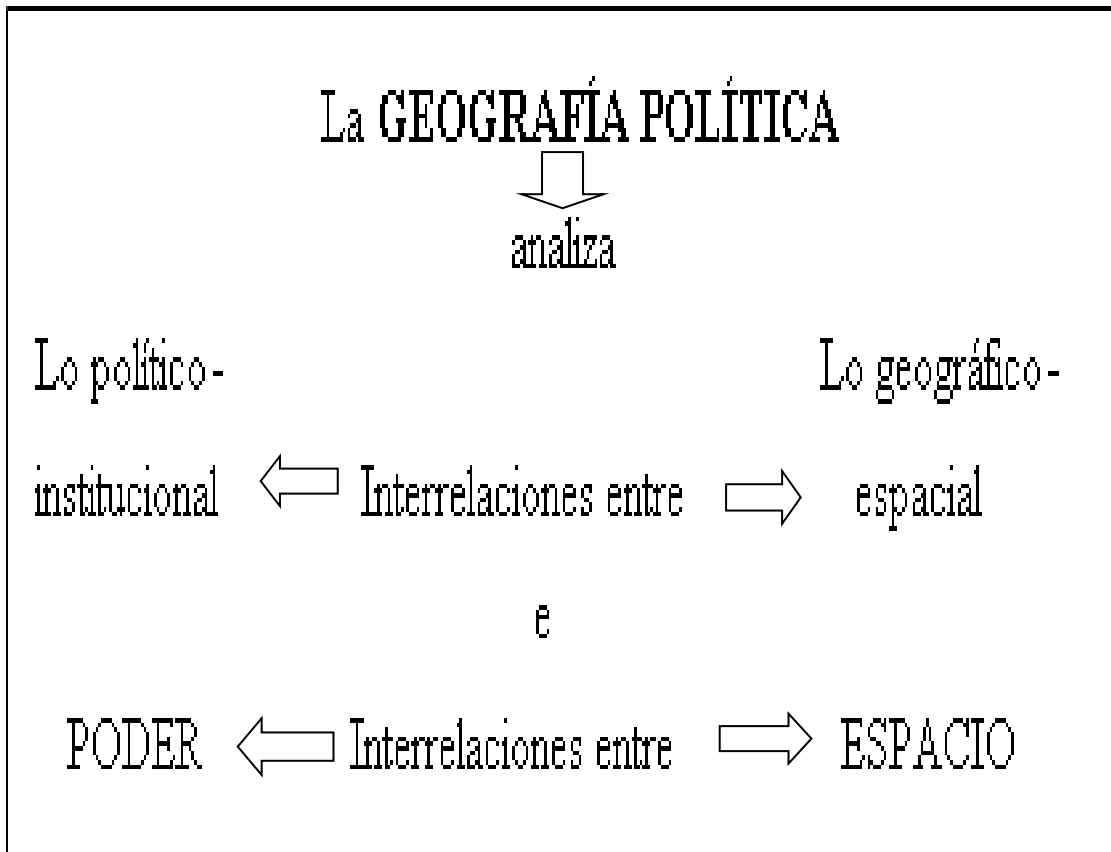 La GEOGRAFÍA POLÍTICA
analiza
Lo político- Lo geográfico-
institucional Interrelaciones entre espacial
e
PODER Interrelaciones entre ESPACIO